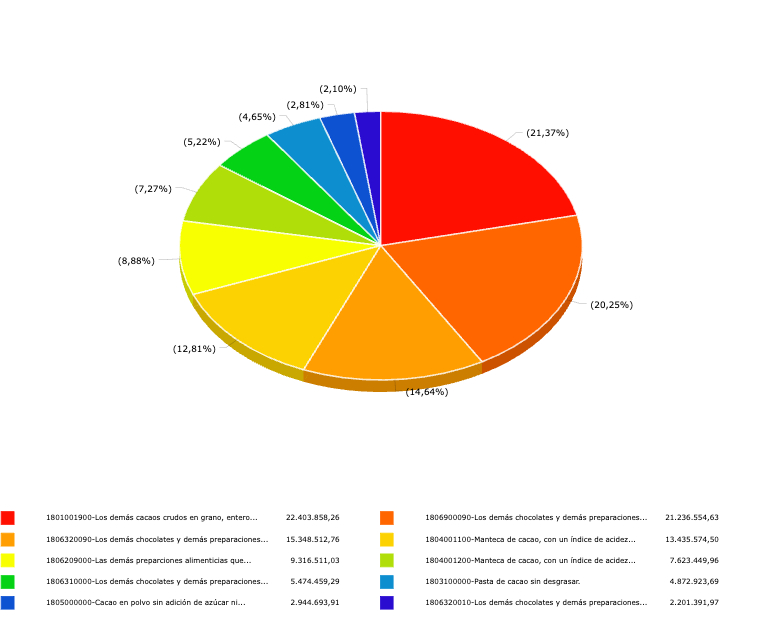 (2,10%)
(2,81%)
(4,65%)
(21,37%)
(5,22%)
(7,27%)
(8,88%)
(20,25%)
(12,81%)
(14,64%)
1801001900-Los demás cacaos crudos en grano, entero... 22.403.858,26
1806900090-Los demás chocolates y demás preparaciones... 21.236.554,63
1806320090-Los demás chocolates y demás preparaciones... 15.348.512,76
1804001100-Manteca de cacao, con un índice de acidez... 13.435.574,50
1806209000-Las demás preparciones alimenticias que... 9.316.511,03
1804001200-Manteca de cacao, con un índice de acidez... 7.623.449,96
1806310000-Los demás chocolates y demás preparaciones... 5.474.459,29
1803100000-Pasta de cacao sin desgrasar. 4.872.923,69
1805000000-Cacao en polvo sin adición de azúcar ni... 2.944.693,91
1806320010-Los demás chocolates y demás preparaciones... 2.201.391,97